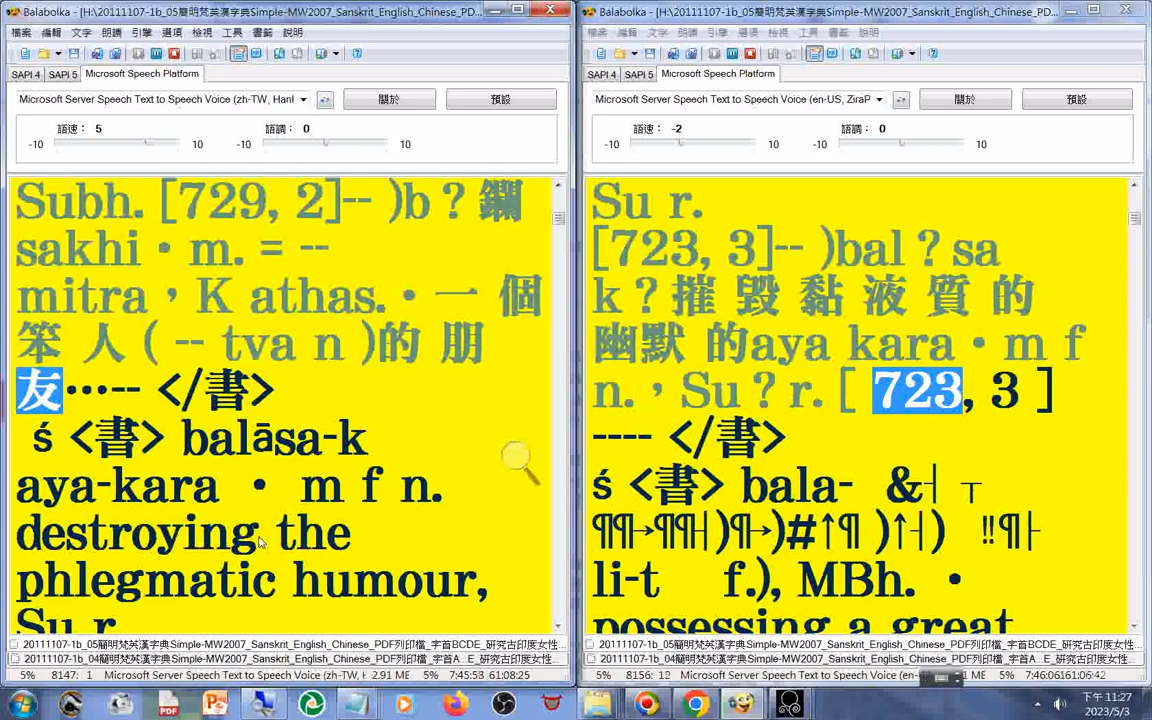 Balabolka - [H:\20111107-1b_05簡明梵英漢字典Simple-MW2007_Sanskrit_English_Chinese_PD...
檔案 編輯 文字 朗讀 引擎 選項 檢視 工具 書籤 說明
SAPI 4 SAPI 5 Microsoft Speech Platform
Microsoft Server Speech Text to Speech Voice (zh-TW, Hanl
關於 預設
語速： 5 語調： 0
-10 10 -10 10
Subh. [729, 2]-- )b ? 钄
sakhi • m. = --
mitra，K athas. • 一 個
笨 人 ( -- tva n )的 朋
友…-- </書>
ś <書> balāsa-k
aya-kara • m f n.
destroying the
phlegmatic humour,
Su r
20111107-1b_05簡明梵英漢字典Simple-MW2007_Sanskrit_English_Chinese_PDF列印檔_字首BCDE_研究古印度女性...
20111107-1b_04簡明梵英漢字典Simple-MW2007_Sanskrit_English_Chinese_PDF列印檔_字首A...E_研究古印度女性...
5% 8147: 1 Microsoft Server Speech Text to Speech Voice (zh-TW, H 2.91 ME 5% 7:45:53 61:08:25
Balabolka - [H:\20111107-1b_05簡明梵英漢字典Simple-MW2007_Sanskrit_English_Chinese_PD...
檔案 編輯 文字 朗讀 引擎 選項 檢視 工具 書籤 說明
SAPI 4 SAPI 5 Microsoft Speech Platform
Microsoft Server Speech Text to Speech Voice (en-US, ZiraP
關於 預設
語速： -2 語調： 0
-10 10 -10 10
Su r.
[723, 3]-- )bal ? sa
k ? 摧 毀 黏 液 質 的
幽默 的aya kara • m f
n.，Su ? r. [ 723, 3 ]
---- </書>
ś <書> bala- &┤ ┬
¶¶→¶¶┤)¶→)#↑¶ )↑┤) ‼¶├
li-t f.), MBh. •
possessing a great
20111107-1b_05簡明梵英漢字典Simple-MW2007_Sanskrit_English_Chinese_PDF列印檔_字首BCDE_研究古印度女性...
20111107-1b_04簡明梵英漢字典Simple-MW2007_Sanskrit_English_Chinese_PDF列印檔_字首A...E_研究古印度女性...
5% 8156: 12 Microsoft Server Speech Text to Speech Voice (en-US ME 5% 7:46:06 161:06:42
下午 11:27
2023/5/3